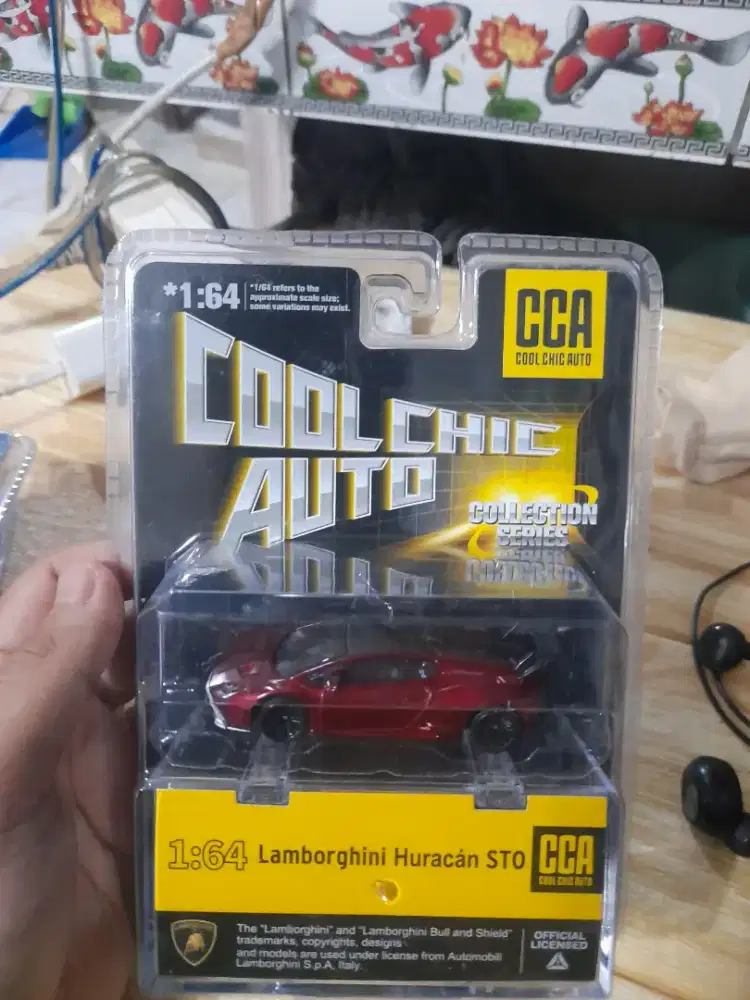 *1:64
*1/64 refers to the
approximate scale size;
some variations may exist.
CCA
COOL CHIC AUTO
COOL CHIC
AUTO
COLLECTION
SERIES
1:64 Lamborghini Huracán STO
CCA
COOL CHIC AUTO
The "Lamborghini" and "Lamborghini Bull and Shield"
trademarks, copyrights, designs
and models are used under license from Automobili
Lamborghini S.p.A, Italy.
OFFICIAL
LICENSED